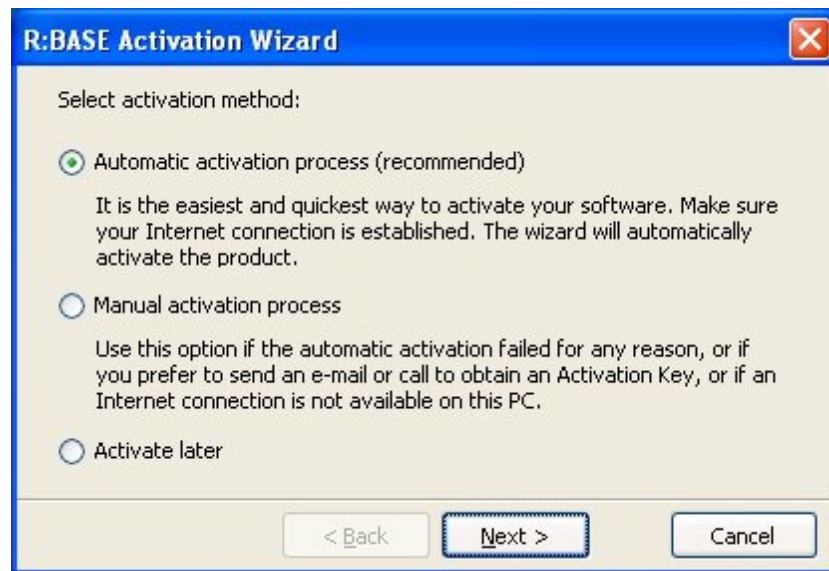 R:BASE Activation Wizard
Select activation method:
Automatic activation process (recommended)
It is the easiest and quickest way to activate your software. Make sure
your Internet connection is established. The wizard will automatically
activate the product.
Manual activation process
Use this option if the automatic activation failed for any reason, or if
you prefer to send an e-mail or call to obtain an Activation Key, or if an
Internet connection is not available on this PC.
Activate later
< Back Next > Cancel